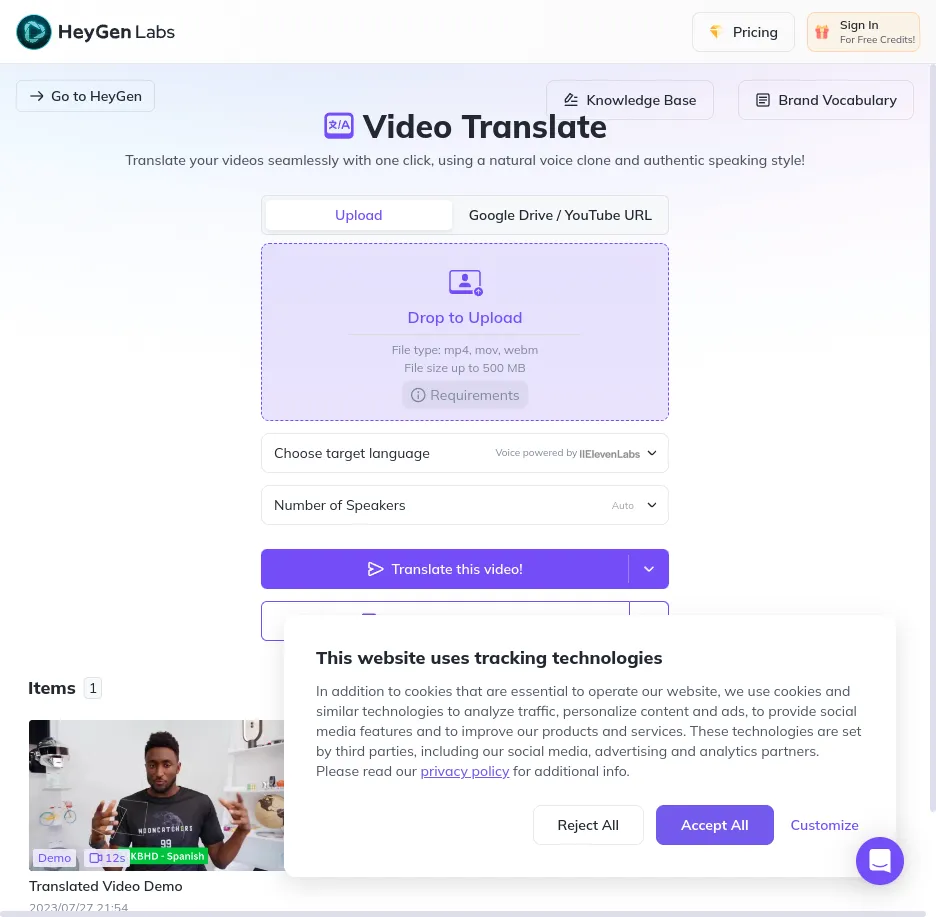 HeyGen Labs
Pricing
Sign In
For Free Credits!
Go to HeyGen
Knowledge Base
Brand Vocabulary
文/A Video Translate
Translate your videos seamlessly with one click, using a natural voice clone and authentic speaking style!
Upload
Google Drive / YouTube URL
Drop to Upload
File type: mp4, mov, webm
File size up to 500 MB
Requirements
Choose target language
Voice powered by IIElevenLabs
Number of Speakers
Auto
Translate this video!
This website uses tracking technologies
In addition to cookies that are essential to operate our website, we use cookies and
similar technologies to analyze traffic, personalize content and ads, to provide social
media features and to improve our products and services. These technologies are set
by third parties, including our social media, advertising and analytics partners.
Please read our privacy policy for additional info.
Reject All
Accept All
Customize
Items 1
MOONCATCHERS
99
Demo
12s
KBHD - Spanish
Translated Video Demo
2023/07/27 21:54